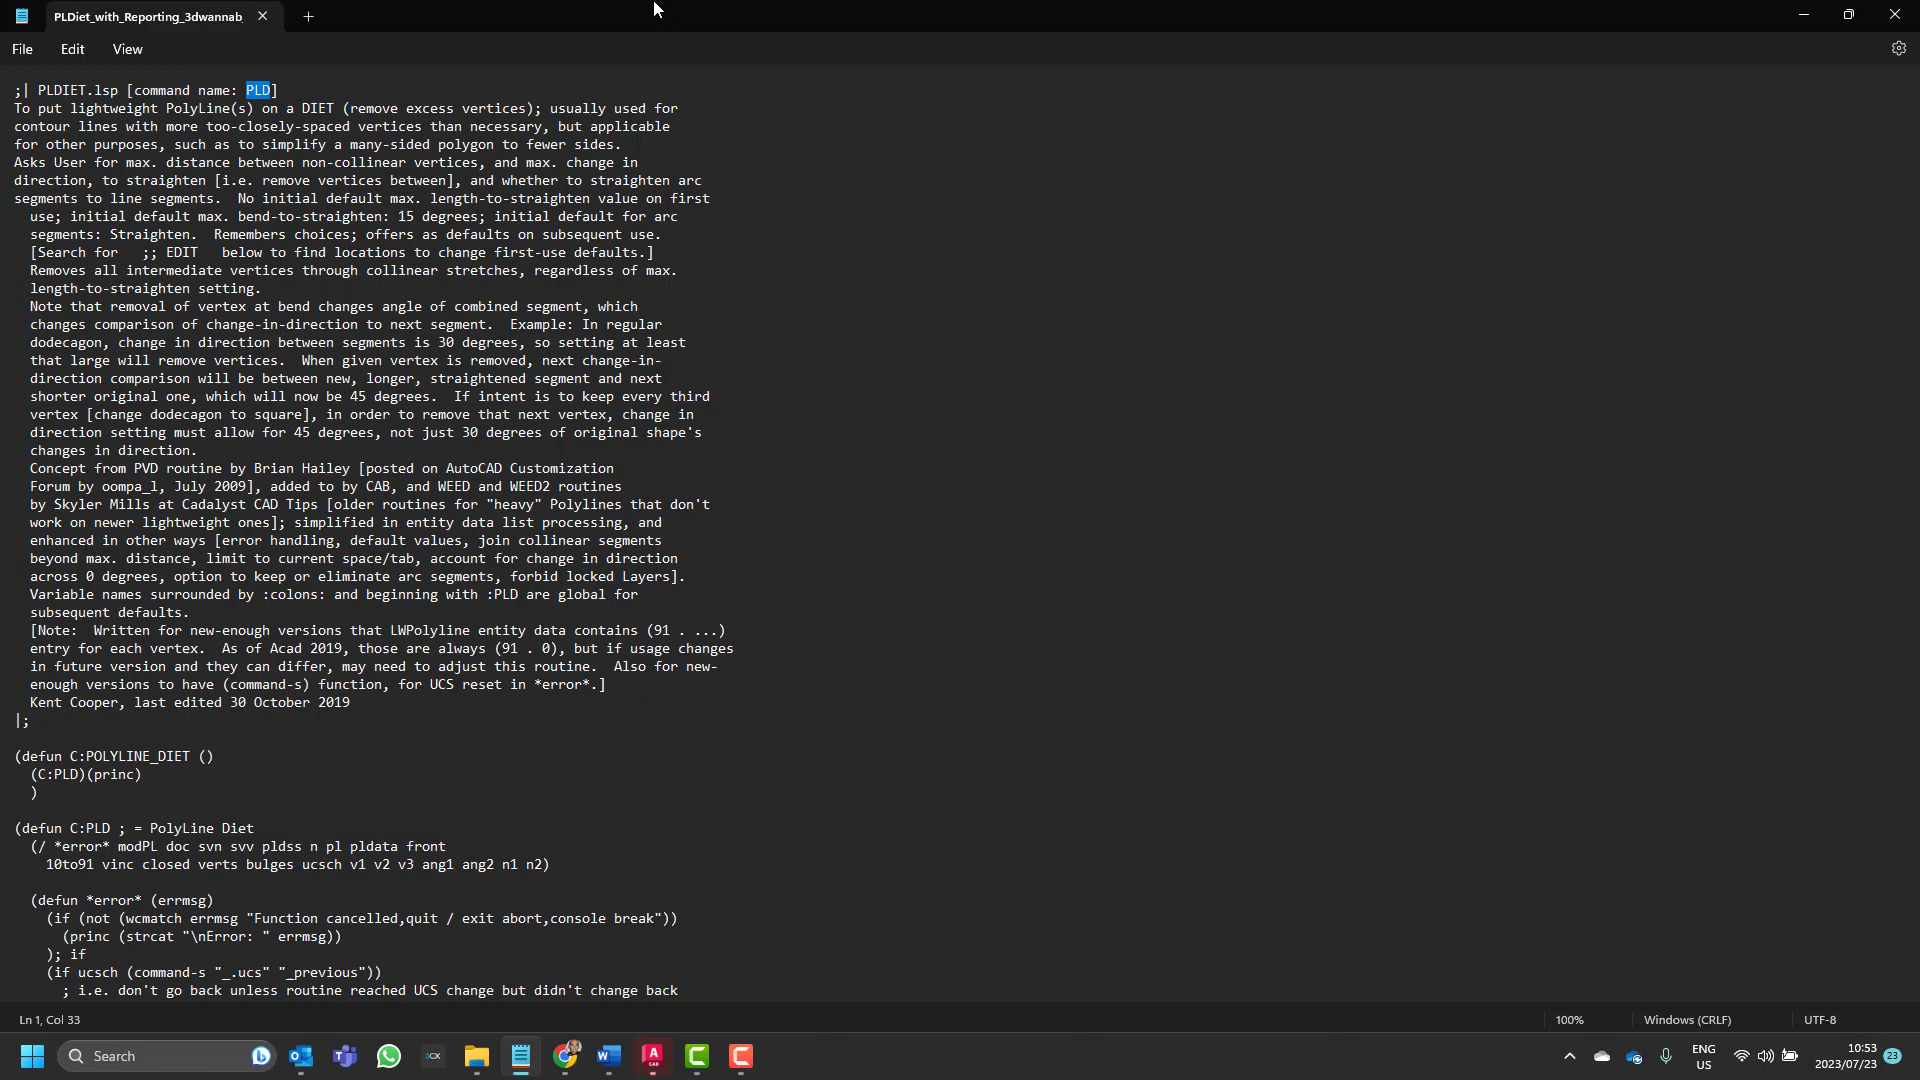 PLDiet_with_Reporting_3dwannab
File Edit View
;| PLDIET.lsp [command name: PLD]
To put lightweight PolyLine(s) on a DIET (remove excess vertices); usually used for
contour lines with more too-closely-spaced vertices than necessary, but applicable
for other purposes, such as to simplify a many-sided polygon to fewer sides.
Asks User for max. distance between non-collinear vertices, and max. change in
direction, to straighten [i.e. remove vertices between], and whether to straighten arc
segments to line segments.  No initial default max. length-to-straighten value on first
use; initial default max. bend-to-straighten: 15 degrees; initial default for arc
segments: Straighten.  Remembers choices; offers as defaults on subsequent use.
[Search for   ;; EDIT   below to find locations to change first-use defaults.]
Removes all intermediate vertices through collinear stretches, regardless of max.
length-to-straighten setting.
Note that removal of vertex at bend changes angle of combined segment, which
changes comparison of change-in-direction to next segment.  Example: In regular
dodecagon, change in direction between segments is 30 degrees, so setting at least
that large will remove vertices.  When given vertex is removed, next change-in-
direction comparison will be between new, longer, straightened segment and next
shorter original one, which will now be 45 degrees.  If intent is to keep every third
vertex [change dodecagon to square], in order to remove that next vertex, change in
direction setting must allow for 45 degrees, not just 30 degrees of original shape's
changes in direction.
Concept from PVD routine by Brian Hailey [posted on AutoCAD Customization
Forum by oompa_l, July 2009], added to by CAB, and WEED and WEED2 routines
by Skyler Mills at Cadalyst CAD Tips [older routines for "heavy" Polylines that don't
work on newer lightweight ones]; simplified in entity data list processing, and
enhanced in other ways [error handling, default values, join collinear segments
beyond max. distance, limit to current space/tab, account for change in direction
across 0 degrees, option to keep or eliminate arc segments, forbid locked Layers].
Variable names surrounded by :colons: and beginning with :PLD are global for
subsequent defaults.
[Note:  Written for new-enough versions that LWPolyline entity data contains (91 . ...)
entry for each vertex.  As of Acad 2019, those are always (91 . 0), but if usage changes
in future version and they can differ, may need to adjust this routine.  Also for new-
enough versions to have (command-s) function, for UCS reset in *error*.]
Kent Cooper, last edited 30 October 2019
|;
(defun C:POLYLINE_DIET ()
(C:PLD)(princ)
)
(defun C:PLD ; = PolyLine Diet
(/ *error* modPL doc svn svv pldss n pl pldata front
10to91 vinc closed verts bulges ucsch v1 v2 v3 ang1 ang2 n1 n2)
(defun *error* (errmsg)
(if (not (wcmatch errmsg "Function cancelled,quit / exit abort,console break"))
(princ (strcat "\nError: " errmsg))
); if
(if ucsch (command-s "_.ucs" "_previous"))
; i.e. don't go back unless routine reached UCS change but didn't change back
Ln 1, Col 33 100% Windows (CRLF) UTF-8
Search 3CX ENG 10:53
US 2023/07/23 23